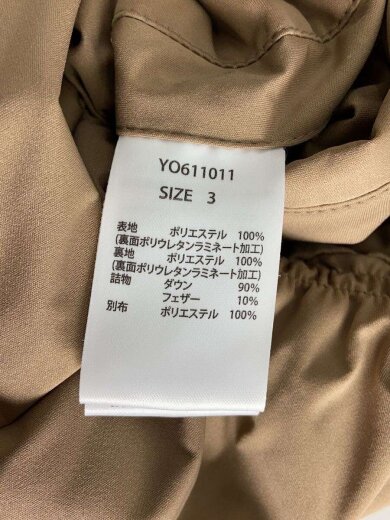 YO611011
SIZE 3
表地 ポリエステル 100%
(裏面ポリウレタンラミネート加工)
裏地 ポリエステル 100%
(裏面ポリウレタンラミネート加工)
詰物 ダウン 90%
フェザー 10%
別布 ポリエステル 100%